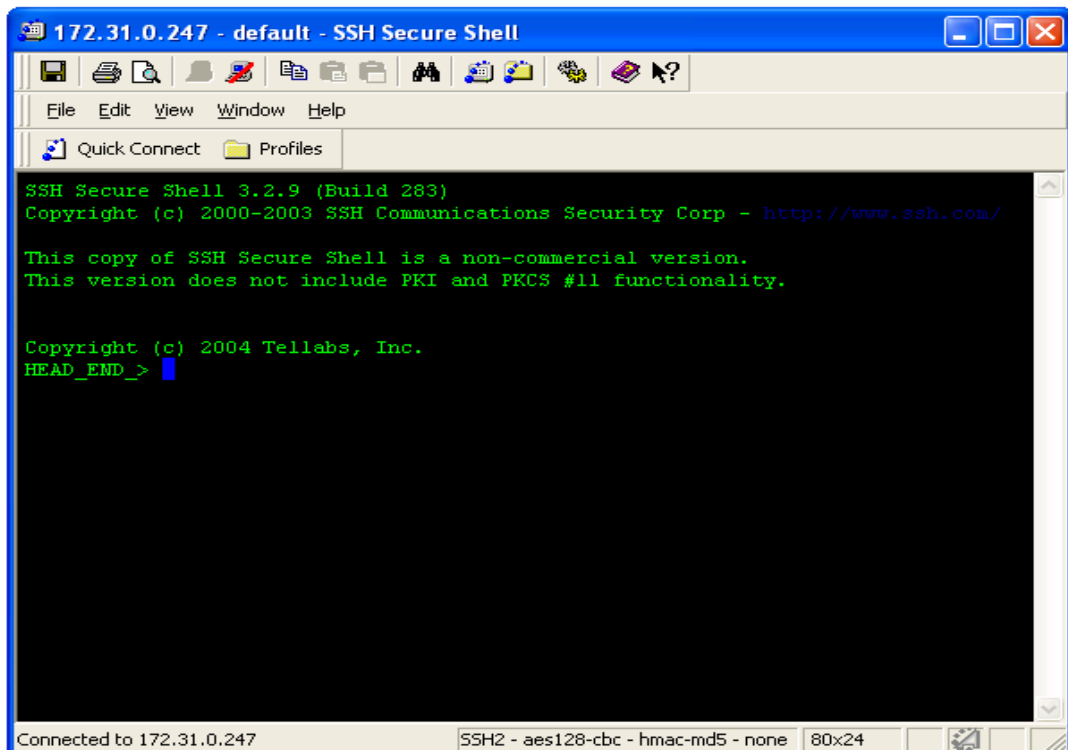 172.31.0.247 - default - SSH Secure Shell
File Edit View Window Help
Quick Connect Profiles
SSH Secure Shell 3.2.9 (Build 283)
Copyright (c) 2000-2003 SSH Communications Security Corp - http://www.ssh.com/
This copy of SSH Secure Shell is a non-commercial version.
This version does not include PKI and PKCS #11 functionality.
Copyright (c) 2004 Tellabs, Inc.
HEAD_END_>
Connected to 172.31.0.247 SSH2 - aes128-cbc - hmac-md5 - none 80x24